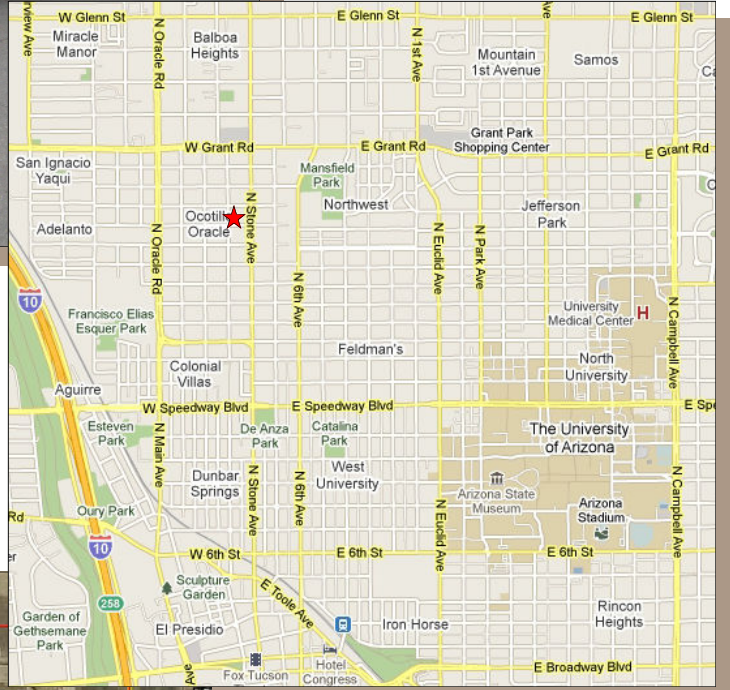 W Glenn St
E Glenn St
E Glenn St
Miracle
Manor
N Oracle Rd
Balboa
Heights
N 1st Ave
Mountain
1st Avenue
Samos
W Grant Rd
E Grant Rd
Grant Park
Shopping Center
E Grant Rd
San Ignacio
Yaqui
Mansfield
Park
Northwest
Jefferson
Park
Adelanto
Oracle
N Oracle Rd
N Stone Ave
N 6th Ave
N Euclid Ave
N Park Ave
10
Francisco Elias
Esquer Park
University
Medical Center
H
N Campbell Ave
Feldman's
North
University
Colonial
Villas
Aguirre
W Speedway Blvd
E Speedway Blvd
E Spe
Esteven
Park
N Main Ave
De Anza
Park
Catalina
Park
The University
of Arizona
Dunbar
Springs
N Stone Ave
N 6th Ave
West
University
Arizona State
Museum
Arizona
Stadium
N Campbell Ave
N Euclid Ave
Oury Park
Rd
10
W 6th St
E 6th St
E 6th St
Sculpture
Garden
E Toole Ave
258
Garden of
Gethsemane
Park
El Presidio
Iron Horse
Rincon
Heights
Fox Tucson
Hotel
Congress
E Broadway Blvd
Ave